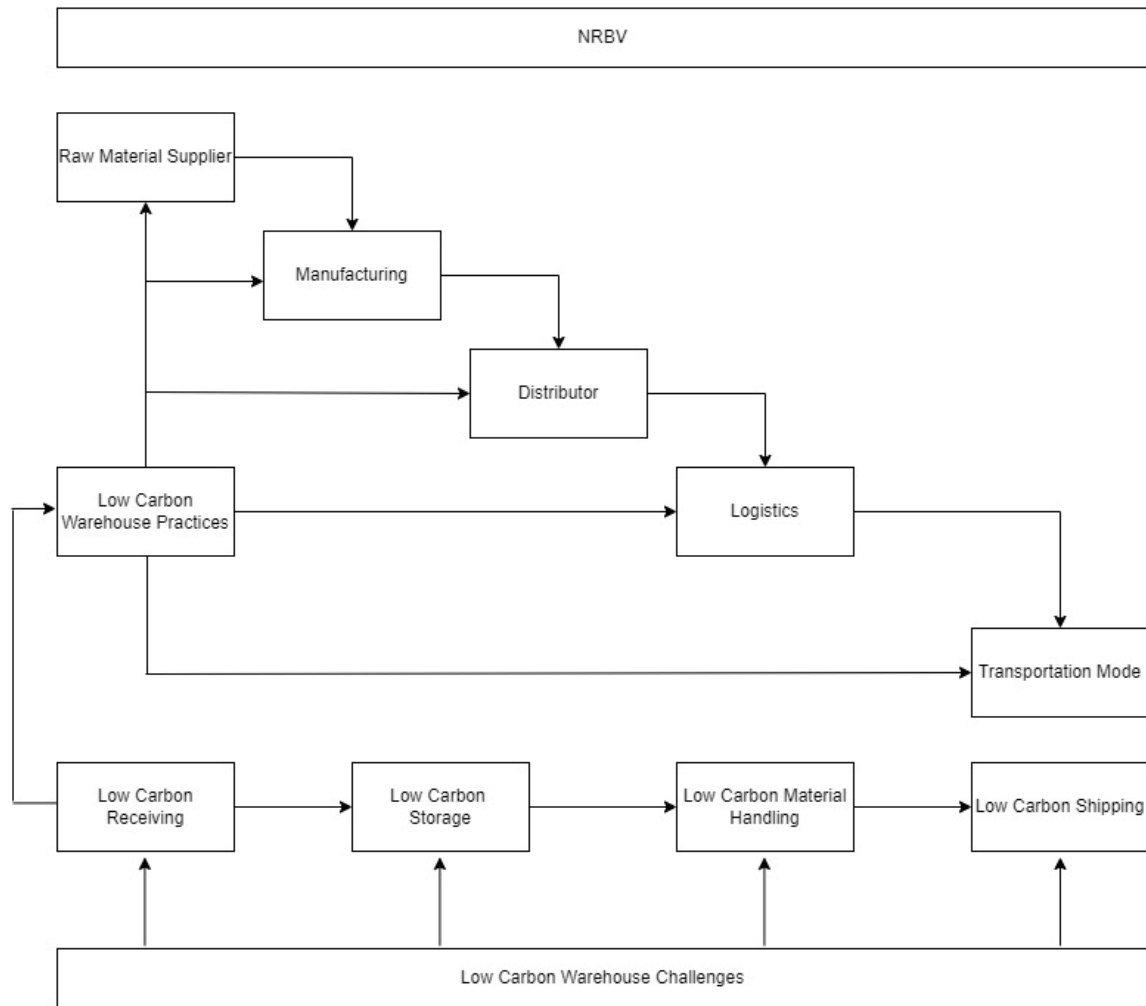 NRBV
Raw Material Supplier
Manufacturing
Distributor
Low Carbon
Warehouse Practices
Logistics
Transportation Mode
Low Carbon
Receiving
Low Carbon
Storage
Low Carbon Material
Handling
Low Carbon Shipping
Low Carbon Warehouse Challenges